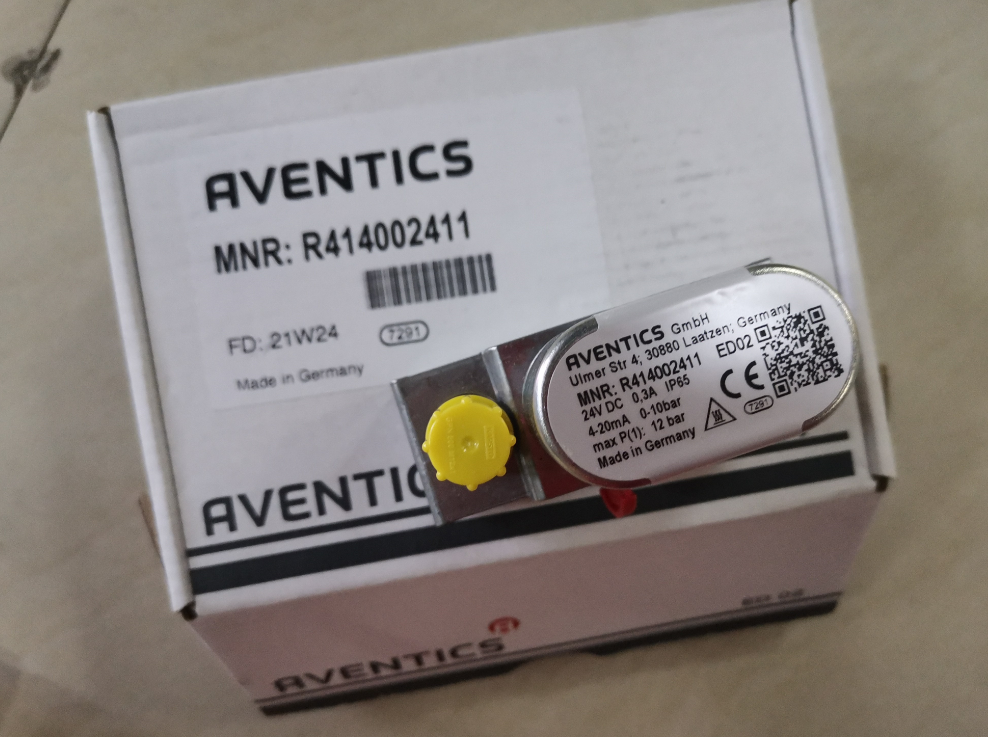 AVENTICS
MNR: R414002411
FD: 21W24
7291
Made in Germany
AVENTICS GmbH
Ulmer Str 4; 30880 Laatzen; Germany
MNR: R414002411 ED02
24V DC 0,3A IP65
4-20mA 0-10bar
max P(1): 12 bar
Made in Germany
CE
7291
AVENTIC
AVENTICS
ED 02